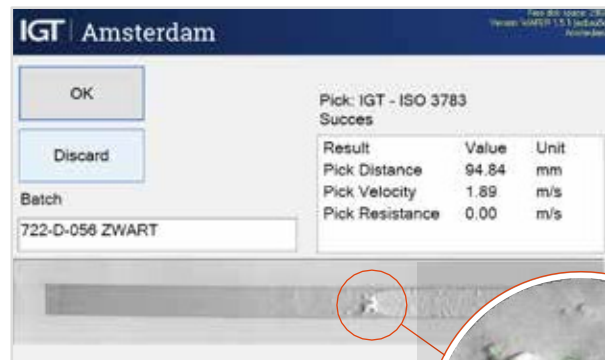 IGT Amsterdam
OK
Discard
Batch
722-D-056 ZWART
Pick: IGT - ISO 3783
Succes
Result Value Unit
Pick Distance 94.84 mm
Pick Velocity 1.89 m/s
Pick Resistance 0.00 m/s